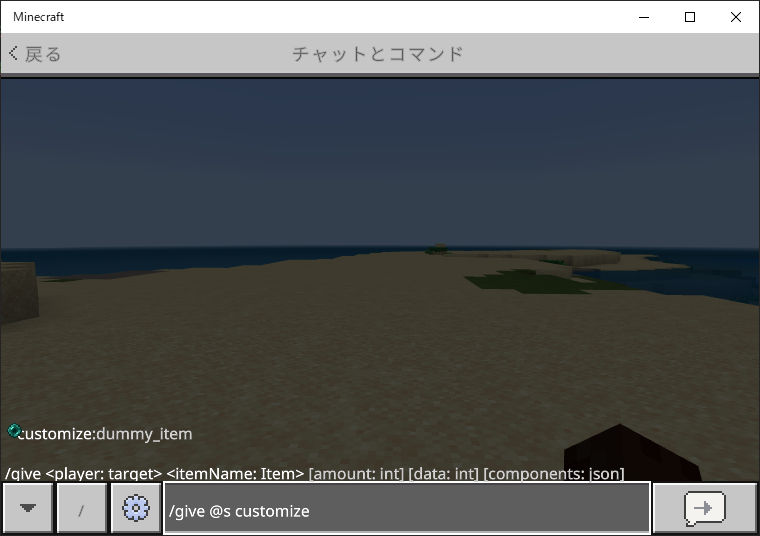 Minecraft
戻る
チャットとコマンド
customize:dummy_item
/give <player: target> <itemName: Item> [amount: int] [data: int] [components: json]
/
/give @s customize